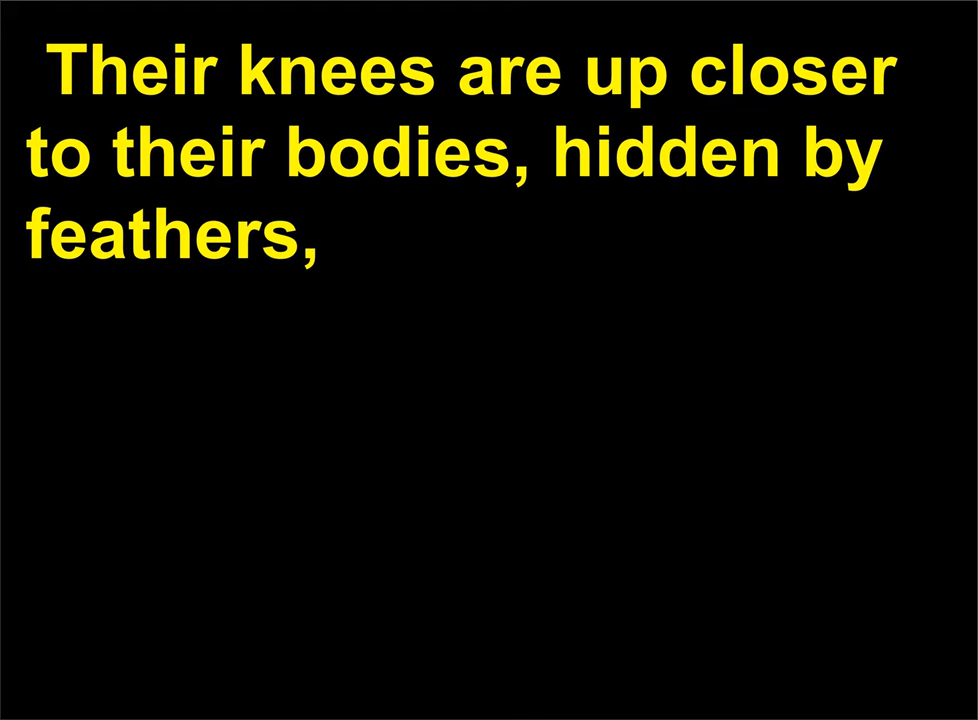 Their knees are up closer
to their bodies, hidden by
feathers,